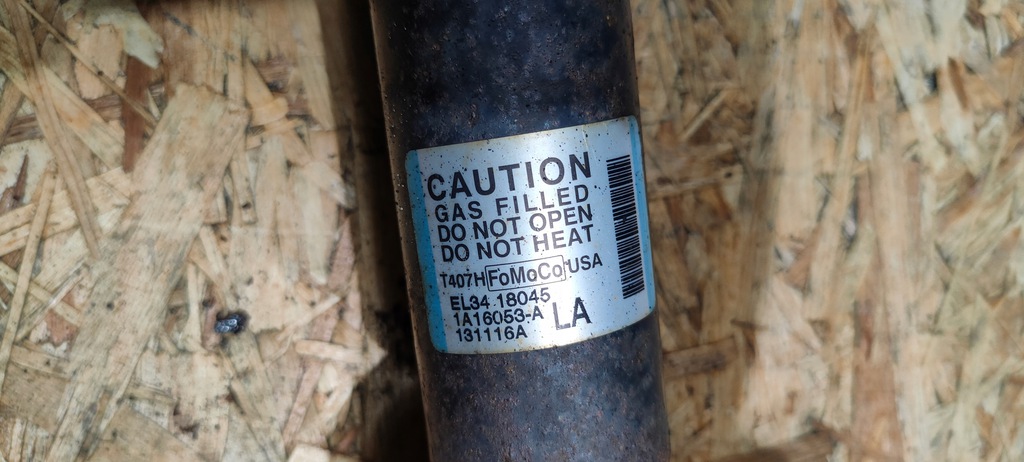 CAUTION
GAS FILLED
DO NOT OPEN
DO NOT HEAT
T407H FoMoCo USA
EL34 18045
1A16053-A LA
131116A